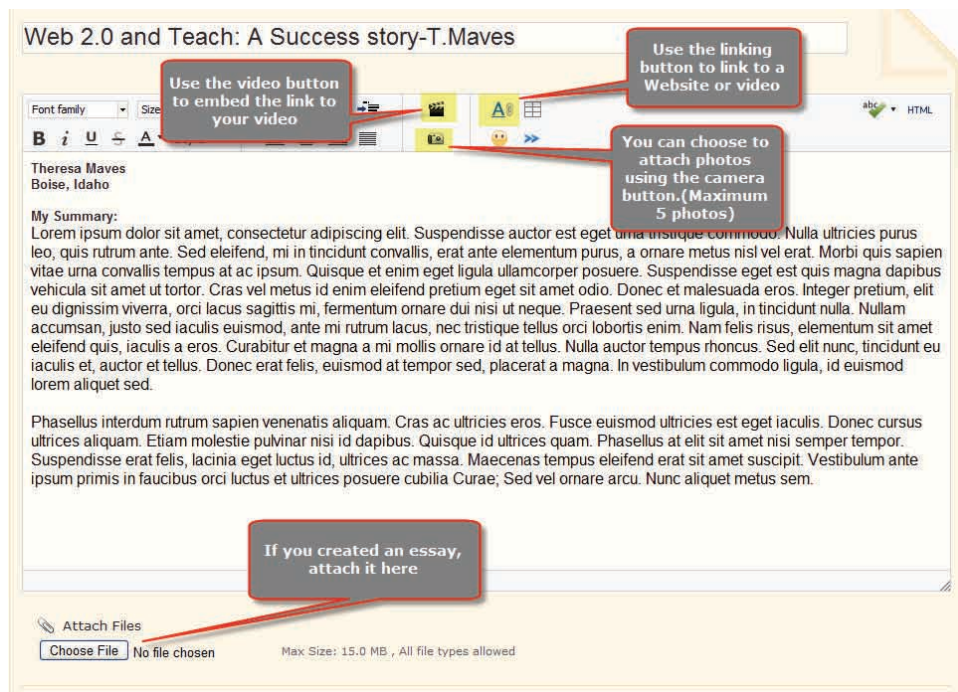 Web 2.0 and Teach: A Success story-T.Maves
Use the video button
to embed the link to
your video
Use the linking
button to link to a
Website or video
Font family
Size
abc
HTML
B i U S A
You can choose to
attach photos
using the camera
button.(Maximum
5 photos)
Theresa Maves
Boise, Idaho
My Summary:
Lorem ipsum dolor sit amet, consectetur adipiscing elit. Suspendisse auctor est eget urna tristique commodo. Nulla ultricies purus
leo, quis rutrum ante. Sed eleifend, mi in tincidunt convallis, erat ante elementum purus, a ornare metus nisl vel erat. Morbi quis sapien
vitae urna convallis tempus at ac ipsum. Quisque et enim eget ligula ullamcorper posuere. Suspendisse eget est quis magna dapibus
vehicula sit amet ut tortor. Cras vel metus id enim eleifend pretium eget sit amet odio. Donec et malesuada eros. Integer pretium, elit
eu dignissim viverra, orci lacus sagittis mi, fermentum ornare dui nisi ut neque. Praesent sed urna ligula, in tincidunt nulla. Nullam
accumsan, justo sed iaculis euismod, ante mi rutrum lacus, nec tristique tellus orci lobortis enim. Nam felis risus, elementum sit amet
eleifend quis, iaculis a eros. Curabitur et magna a mi mollis ornare id at tellus. Nulla auctor tempus rhoncus. Sed elit nunc, tincidunt eu
iaculis et, auctor et tellus. Donec erat felis, euismod at tempor sed, placerat a magna. In vestibulum commodo ligula, id euismod
lorem aliquet sed.
Phasellus interdum rutrum sapien venenatis aliquam. Cras ac ultricies eros. Fusce euismod ultricies est eget iaculis. Donec cursus
ultrices aliquam. Etiam molestie pulvinar nisi id dapibus. Quisque id ultrices quam. Phasellus at elit sit amet nisi semper tempor.
Suspendisse erat felis, lacinia eget luctus id, ultrices ac massa. Maecenas tempus eleifend erat sit amet suscipit. Vestibulum ante
ipsum primis in faucibus orci luctus et ultrices posuere cubilia Curae; Sed vel ornare arcu. Nunc aliquet metus sem.
If you created an essay,
attach it here
Attach Files
Choose File No file chosen
Max Size: 15.0 MB , All file types allowed